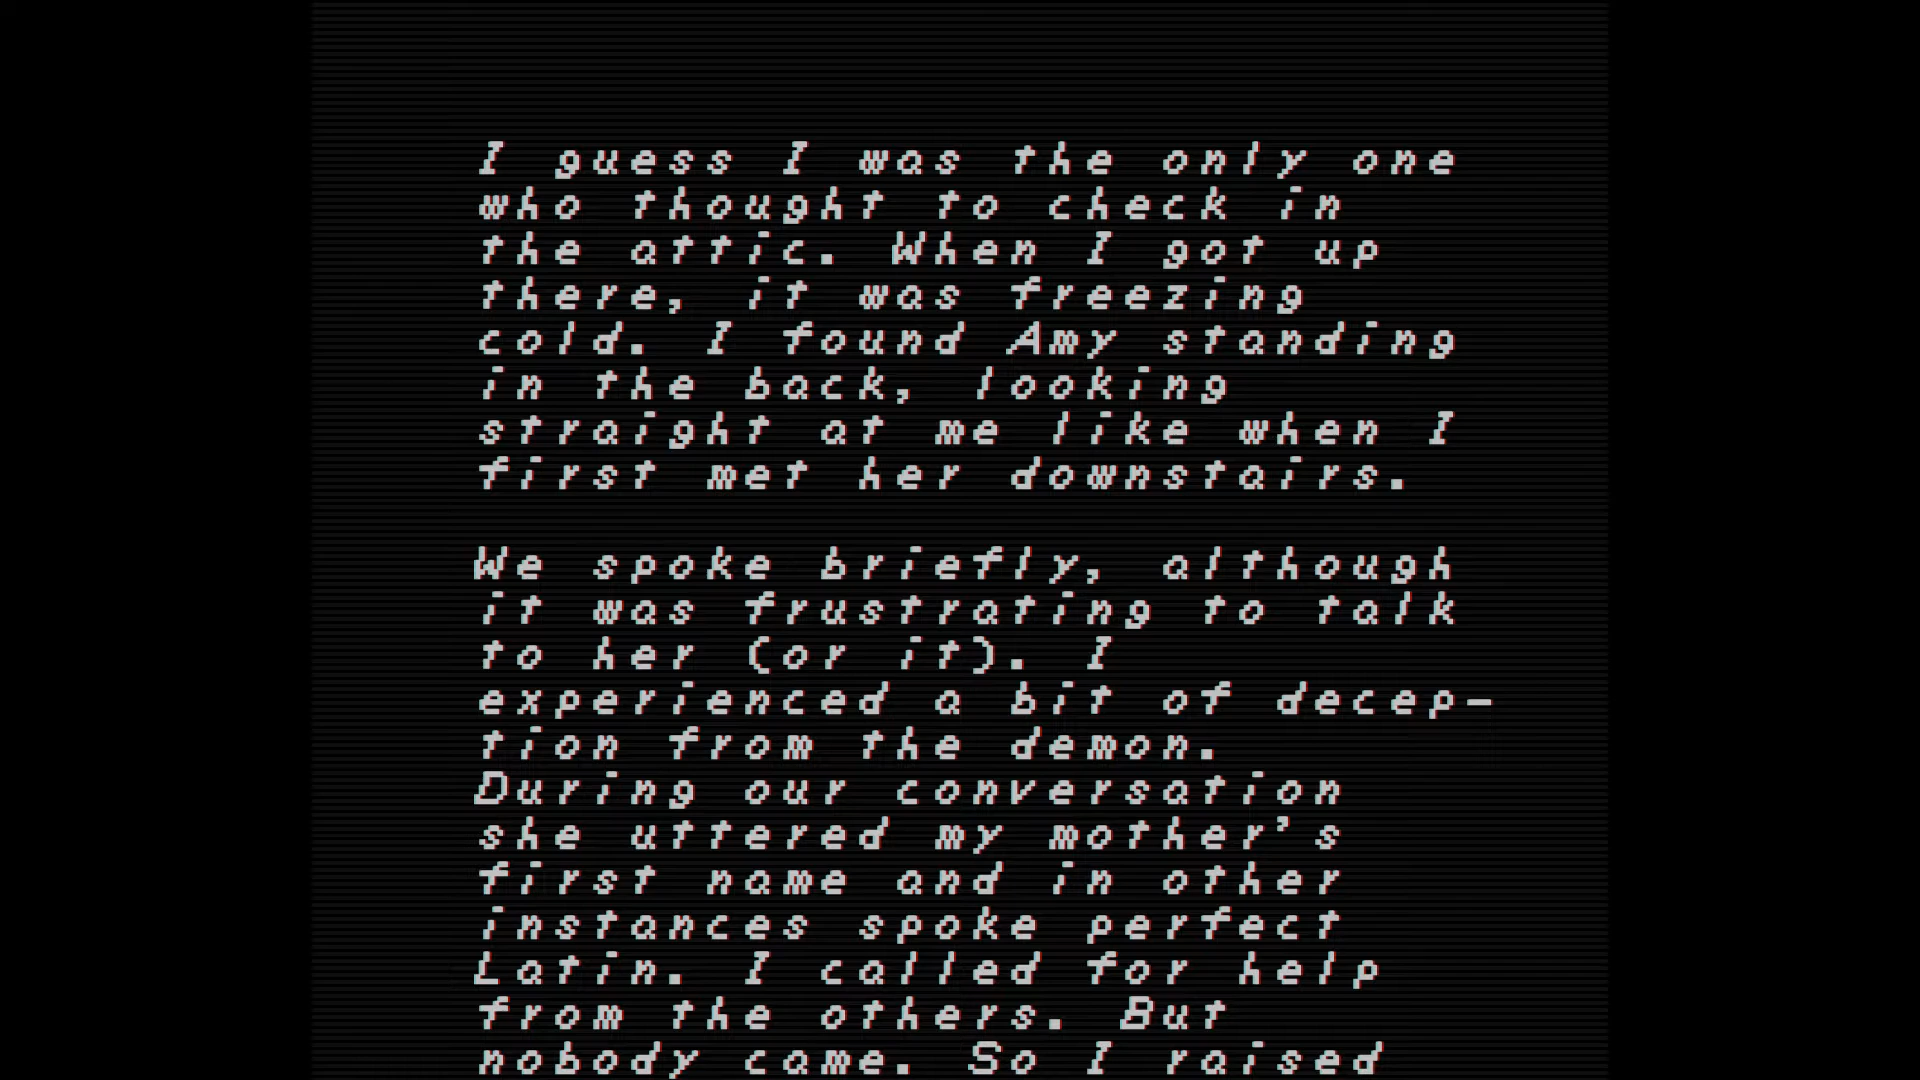 I guess I was the only one
who thought to check in
the attic. When I got up
there, it was freezing
cold. I found Amy standing
in the back, looking
straight at me like when I
first met her downstairs.
We spoke briefly, although
it was frustrating to talk
to her (or it). I
experienced a bit of decep-
tion from the demon.
During our conversation
she uttered my mother's
first name and in other
instances spoke perfect
Latin. I called for help
from the others. But
nobody came. So I raised